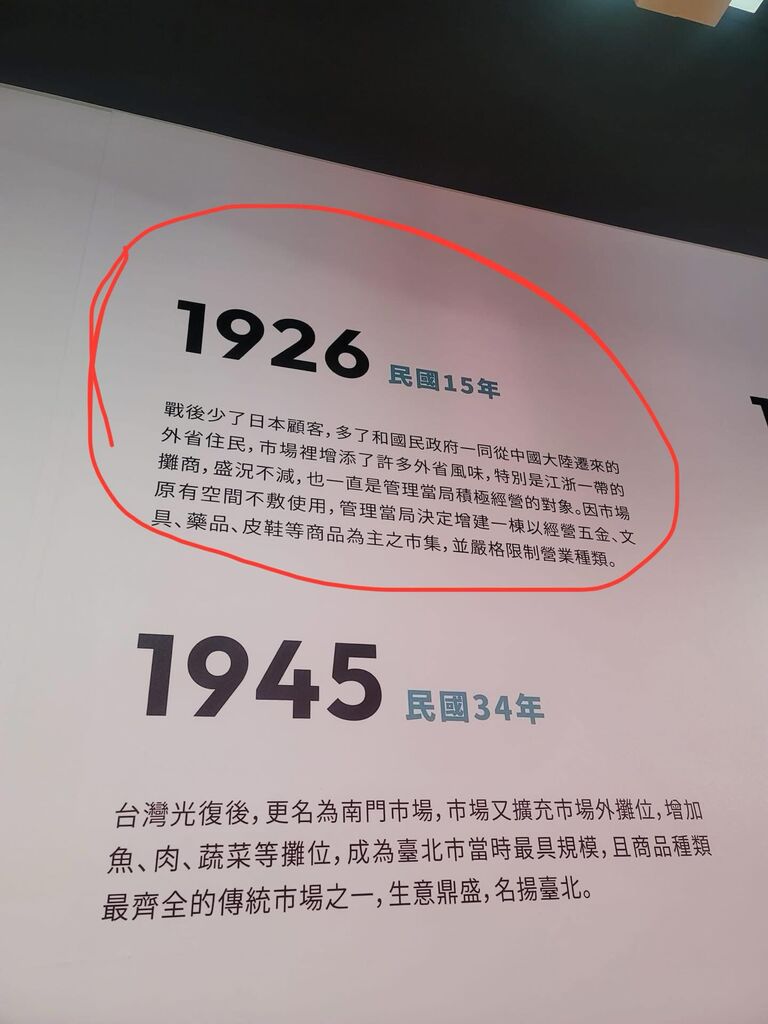 1926 民國15年
戰後少了日本顧客，多了和國民政府一同從中國大陸遷來的
外省住民，市場裡增添了許多外省風味，特別是江浙一帶的
攤商，盛況不減，也一直是管理當局積極經營的對象。因市場
原有空間不敷使用，管理當局決定增建一棟以經營五金、文
具、藥品、皮鞋等商品為主之市集，並嚴格限制營業種類。
1945 民國34年
台灣光復後，更名為南門市場，市場又擴充市場外攤位，增加
魚、肉、蔬菜等攤位，成為臺北市當時最具規模，且商品種類
最齊全的傳統市場之一，生意鼎盛，名揚臺北。